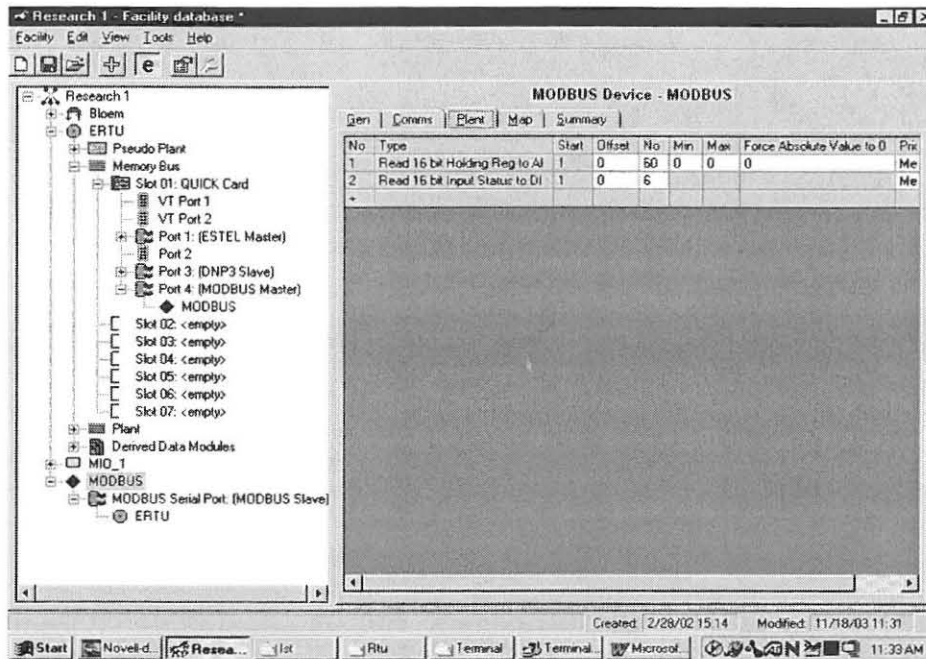 Research 1 - Facility database *
Facility Edit View Tools Help
e
Research 1
Bloem
ERTU
Pseudo Plant
Memory Bus
Slot 01: QUICK Card
VT Port 1
VT Port 2
Port 1: (ESTEL Master)
Port 2
Port 3: (DNP3 Slave)
Port 4: (MODBUS Master)
MODBUS
Slot 02: <empty>
Slot 03: <empty>
Slot 04: <empty>
Slot 05: <empty>
Slot 06: <empty>
Slot 07: <empty>
Plant
Derived Data Modules
MIO_1
MODBUS
MODBUS Serial Port: (MODBUS Slave)
ERTU
MODBUS Device - MODBUS
Gen Comms Plant Map Summary
No Type Start Offset No Min Max Force Absolute Value to 0 Pric
1 Read 16 bit Holding Reg to AI 1 0 60 0 0 0 Me
2 Read 16 bit Input Status to DI 1 0 6 Me
Created: 2/28/02 15:14 Modified: 11/18/03 11:31
Start Novell-d... Resea... lst Rtu Terminal Terminal... Microsof... 11:33 AM